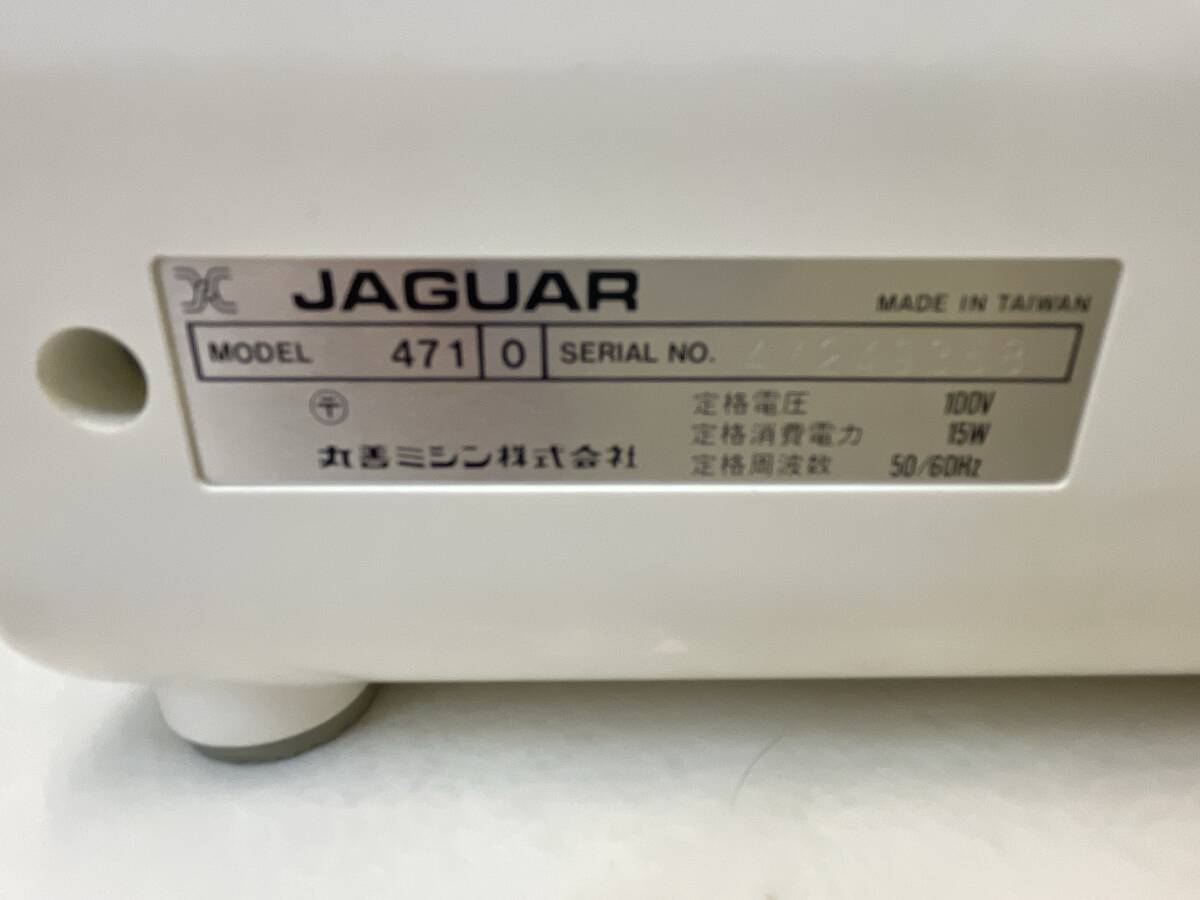 JAGUAR
MADE IN TAIWAN
MODEL 471 0 SERIAL NO.
〒
丸善ミシン株式会社
定格電圧 100V
定格消費電力 15W
定格周波数 50/60Hz